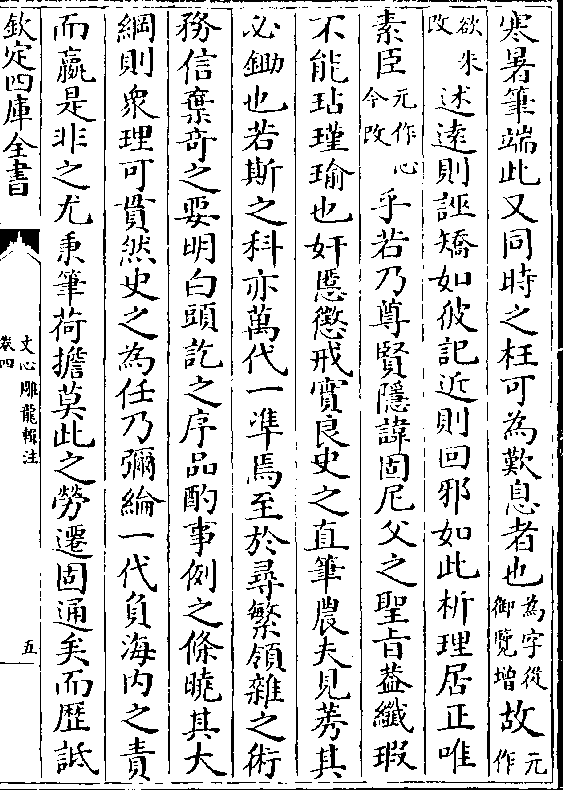 寒暑筆端此又同時之枉可為歎息者也為字從御覽增故元作
欲朱改述遠則誣矯如彼記近則回邪如此析理居正唯
素臣元作心今改乎若乃尊賢隱諱固尼父之聖旨蓋纖瑕
不能玷瑾瑜也奸慝懲戒實良史之直筆農夫見莠其
必鋤也若斯之科亦萬代一準焉至於尋繁領雜之術
務信棄奇之要明白頭訖之序品酌事例之條曉其大
綱則衆理可貫然史之為任乃彌綸一代負海內之責
而贏是非之尤秉筆荷擔莫此之勞遷固通矣而歷詆
欽定四庫全書
文心雕龍輯注
卷四
五